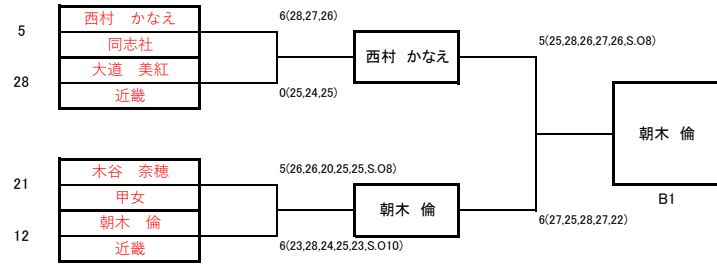 5
西村　かなえ
同志社
28
大道　美紅
近畿
6(28,27,26)
0(25,24,25)
西村　かなえ
5(25,28,26,27,26,S.O8)
21
木谷　奈穂
甲女
12
朝木　倫
近畿
5(26,26,20,25,25,S.O8)
6(23,28,24,25,23,S.O10)
朝木　倫
6(27,25,28,27,22)
朝木　倫
B1